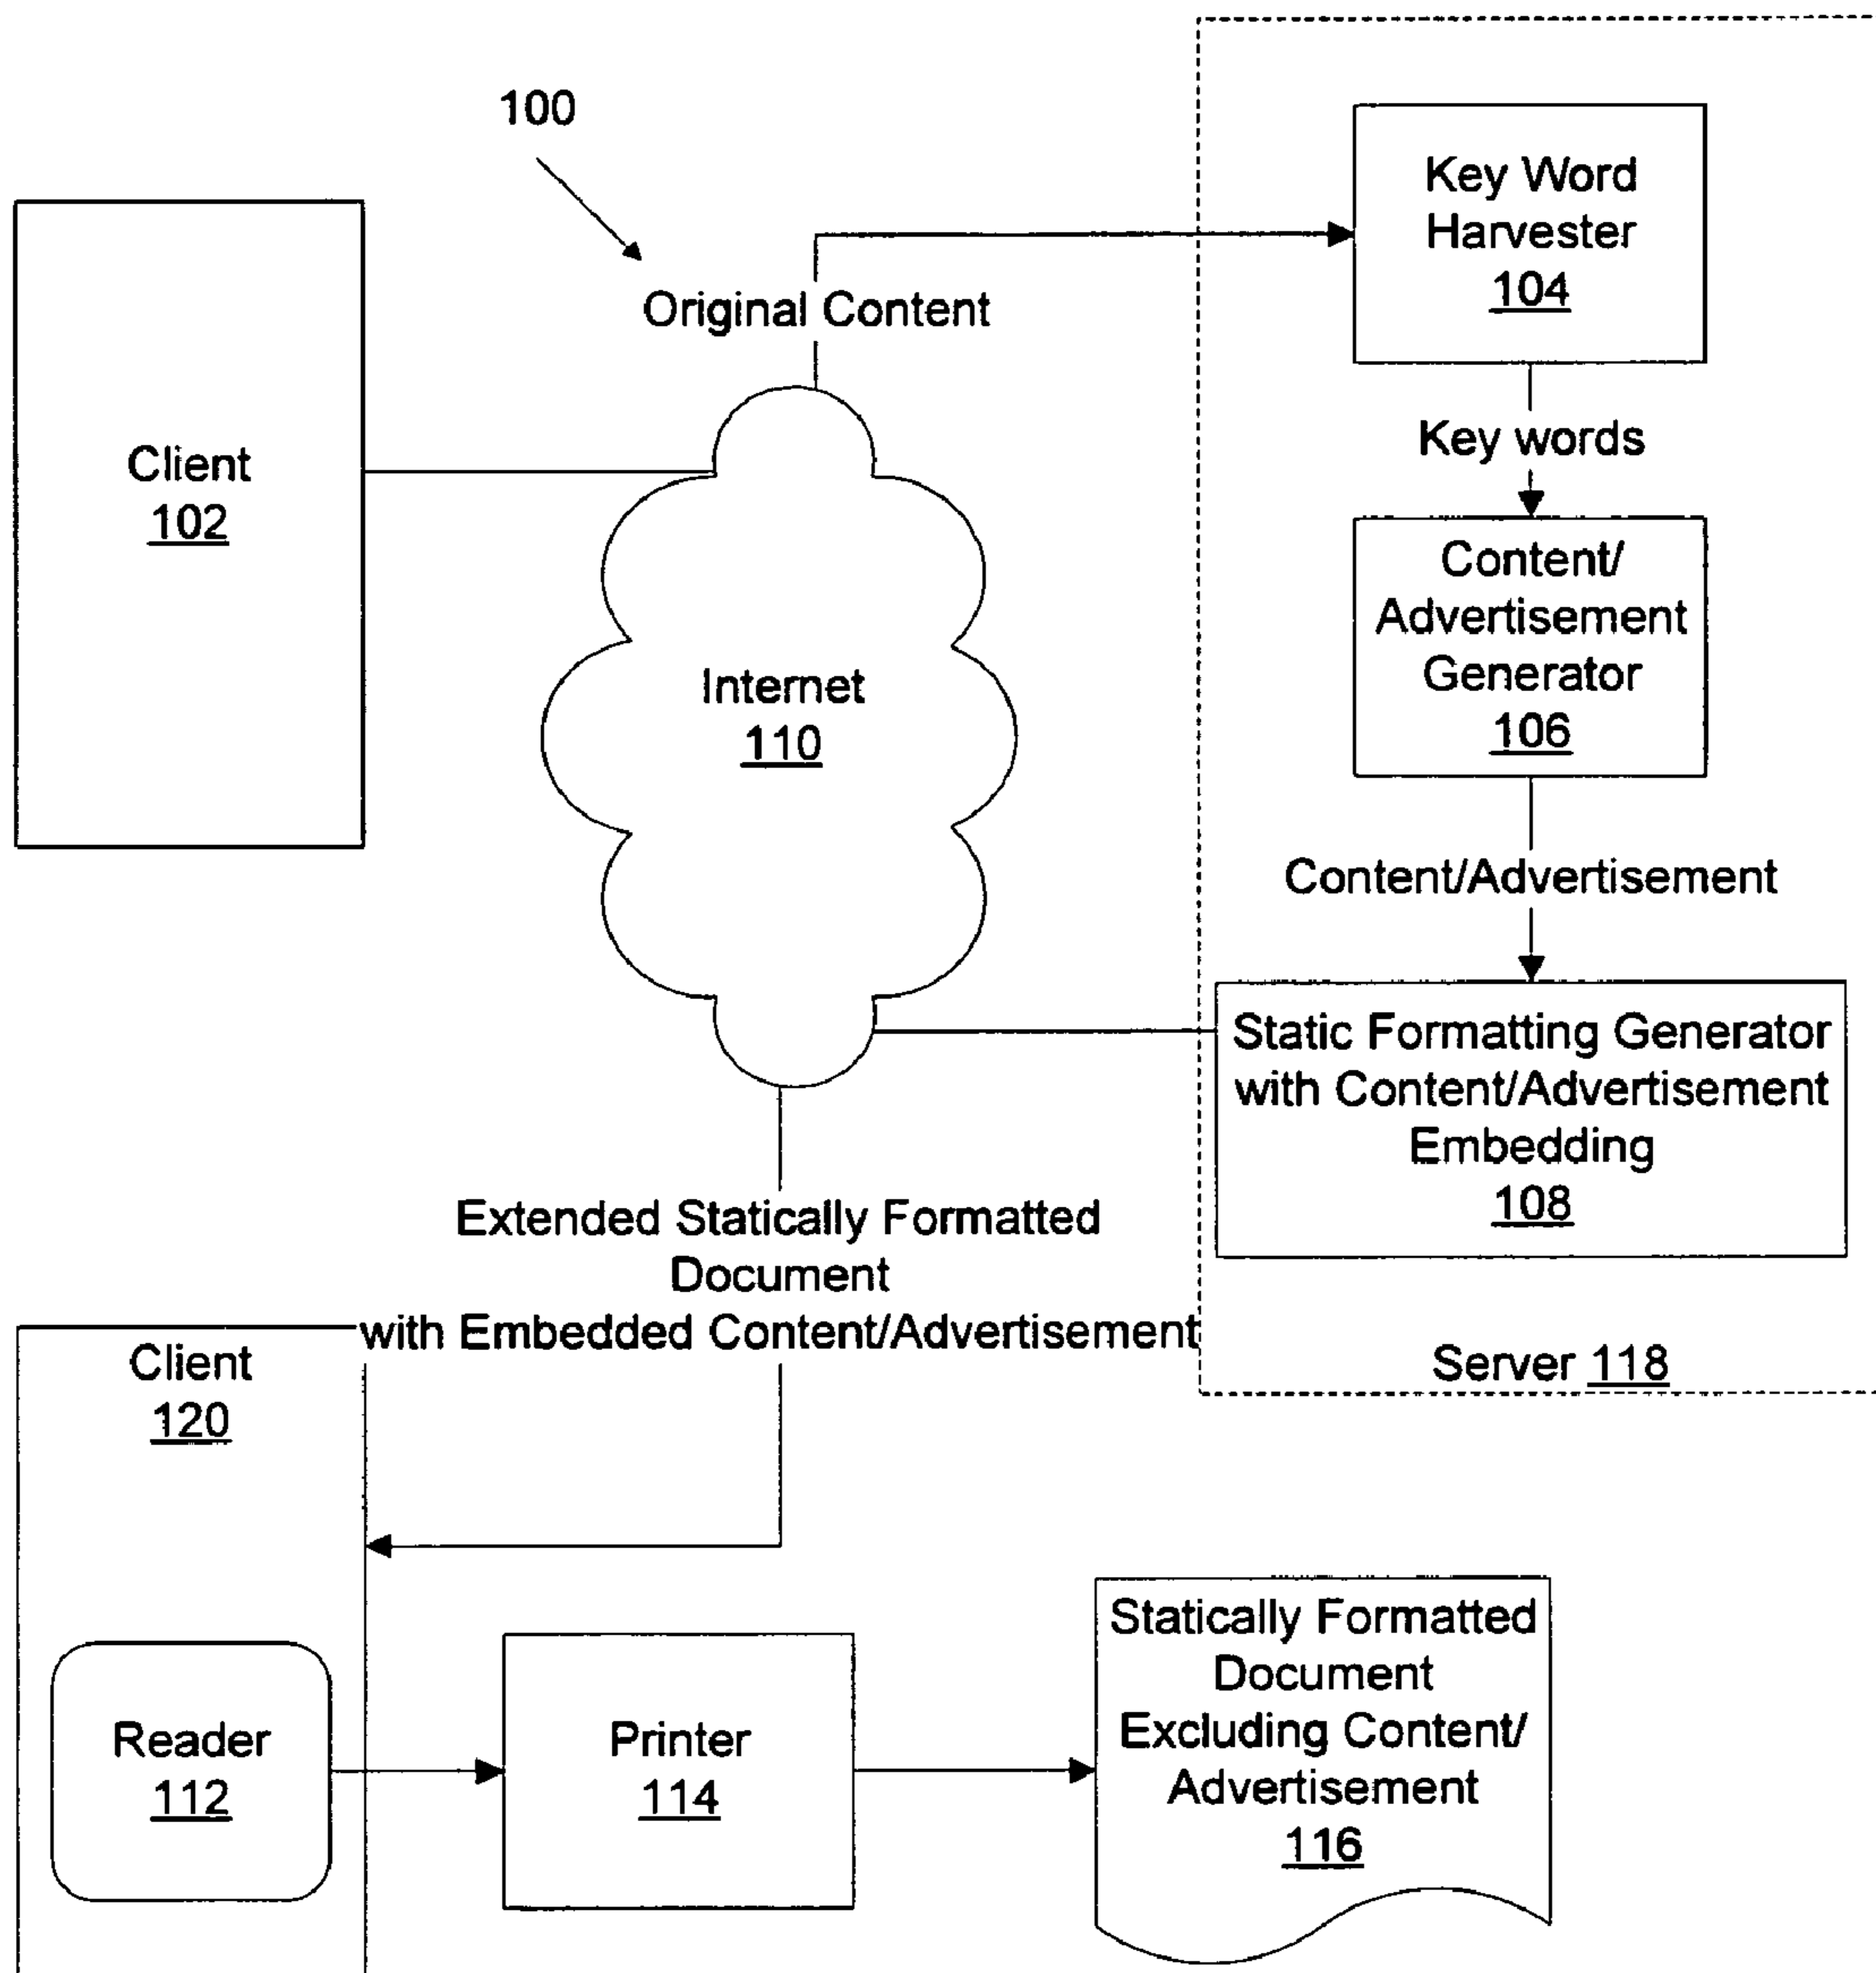 100
Original Content
Key Word
Harvester
104
Key words
Client
102
Content/
Advertisement
Generator
106
Internet
110
Content/Advertisement
Static Formatting Generator
with Content/Advertisement
Embedding
108
Server 118
Extended Statically Formatted
Document
with Embedded Content/Advertisement
Client
120
Reader
112
Printer
114
Statically Formatted
Document
Excluding Content/
Advertisement
116